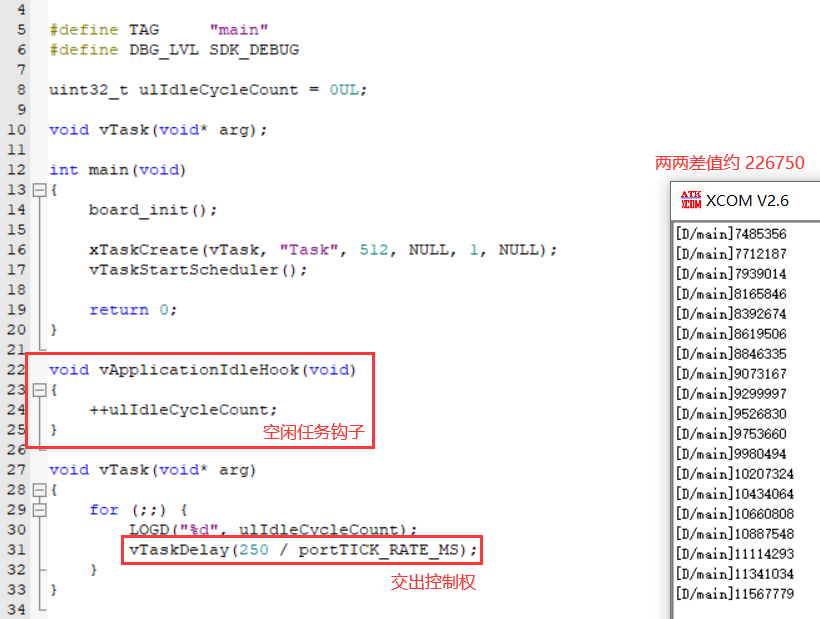 4
5 #define TAG "main"
6 #define DBG_LVL SDK_DEBUG
7
8 uint32_t ulIdleCycleCount = 0UL;
9
10 void vTask(void* arg);
11
12 int main(void)
13 {
14 board_init();
15
16 xTaskCreate(vTask, "Task", 512, NULL, 1, NULL);
17 vTaskStartScheduler();
18
19 return 0;
20 }
21
22 void vApplicationIdleHook(void)
23 {
24 ++ulIdleCycleCount;
25 }
空闲任务钩子
26
27 void vTask(void* arg)
28 {
29 for (;;) {
30 LOGD("%d", ulIdleCycleCount);
31 vTaskDelay(250 / portTICK_RATE_MS);
32 }
交出控制权
33 }
34
两两差值约 226750
ATK XCOM
XCOM V2.6
[D/main]7485356
[D/main]7712187
[D/main]7939014
[D/main]8165846
[D/main]8392674
[D/main]8619506
[D/main]8846335
[D/main]9073167
[D/main]9299997
[D/main]9526830
[D/main]9753660
[D/main]9980494
[D/main]10207324
[D/main]10434064
[D/main]10660808
[D/main]10887548
[D/main]11114293
[D/main]11341034
[D/main]11567779